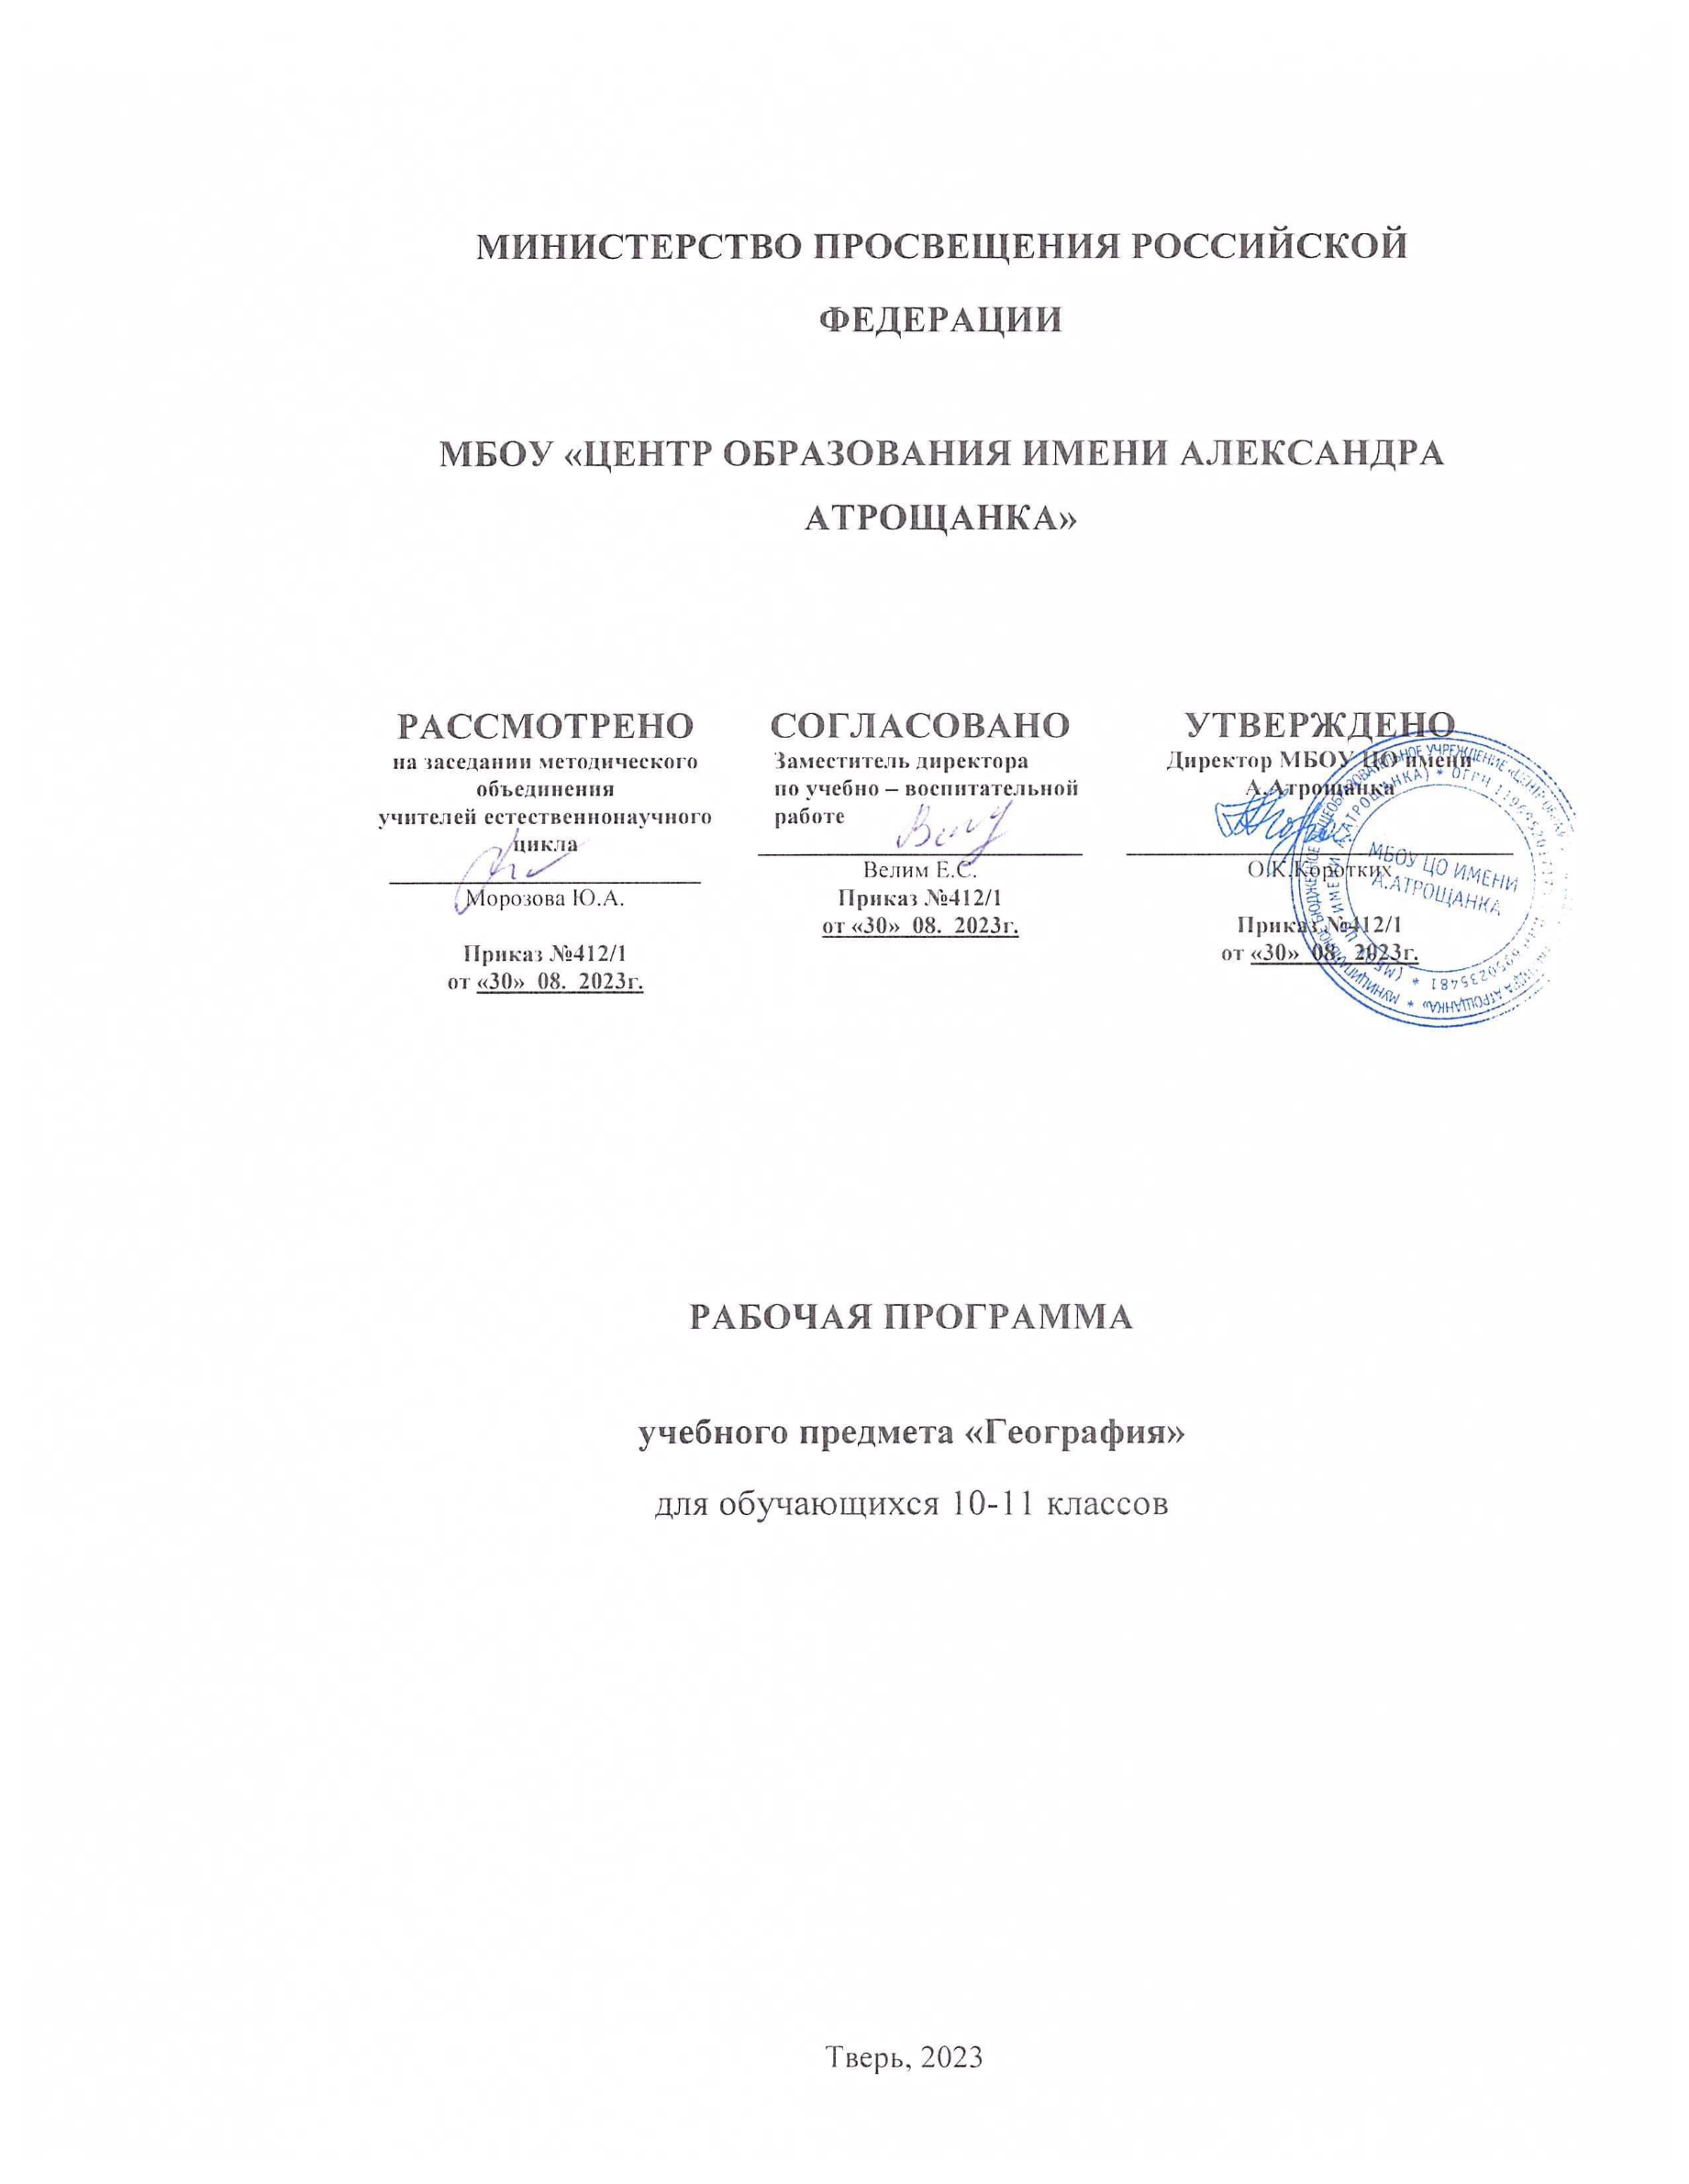 МИНИСТЕРСТВО ПРОСВЕЩЕНИЯ РОССИЙСКОЙ
ФЕДЕРАЦИИ
МБОУ «ЦЕНТР ОБРАЗОВАНИЯ ИМЕНИ АЛЕКСАНДРА
АТРОЩАНКА»
РАССМОТРЕНО
на заседании методического
объединения
учителей естественнонаучного
цикла
Морозова Ю.А.
Приказ №412/1
от «30» 08. 2023г.
СОГЛАСОВАНО
Заместитель директора
по учебно – воспитательной
работе
Велим Е.С.
Приказ №412/1
от «30» 08. 2023г.
УТВЕРЖДЕНО
Директор МБОУ ЦО имени
А.Атрощанка
О.К.Коротких
Приказ №412/1
от «30» 08. 2023г.
МБОУ ЦО ИМЕНИ
А.АТРОЩАНКА
РАБОЧАЯ ПРОГРАММА
учебного предмета «География»
для обучающихся 10-11 классов
Тверь, 2023